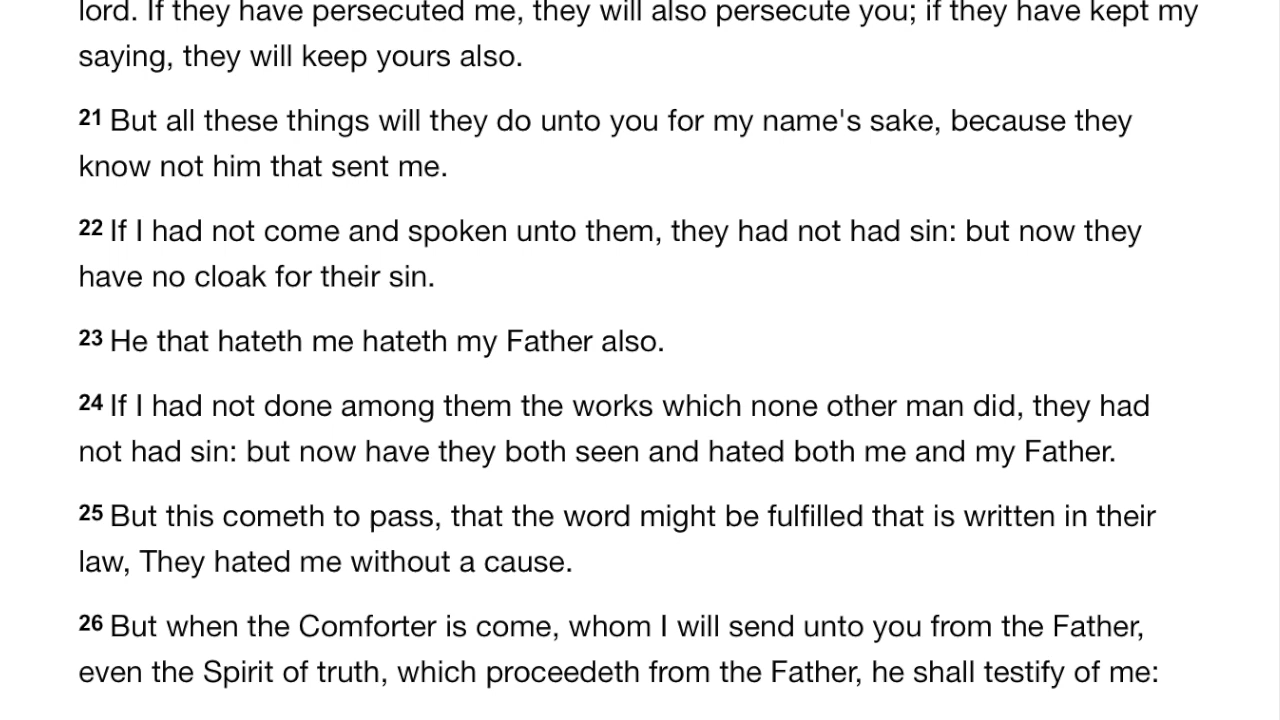 lord. If they have persecuted me, they will also persecute you; if they have kept my
saying, they will keep yours also.
21 But all these things will they do unto you for my name's sake, because they
know not him that sent me.
22 If I had not come and spoken unto them, they had not had sin: but now they
have no cloak for their sin.
23 He that hateth me hateth my Father also.
24 If I had not done among them the works which none other man did, they had
not had sin: but now have they both seen and hated both me and my Father.
25 But this cometh to pass, that the word might be fulfilled that is written in their
law, They hated me without a cause.
26 But when the Comforter is come, whom I will send unto you from the Father,
even the Spirit of truth, which proceedeth from the Father, he shall testify of me: